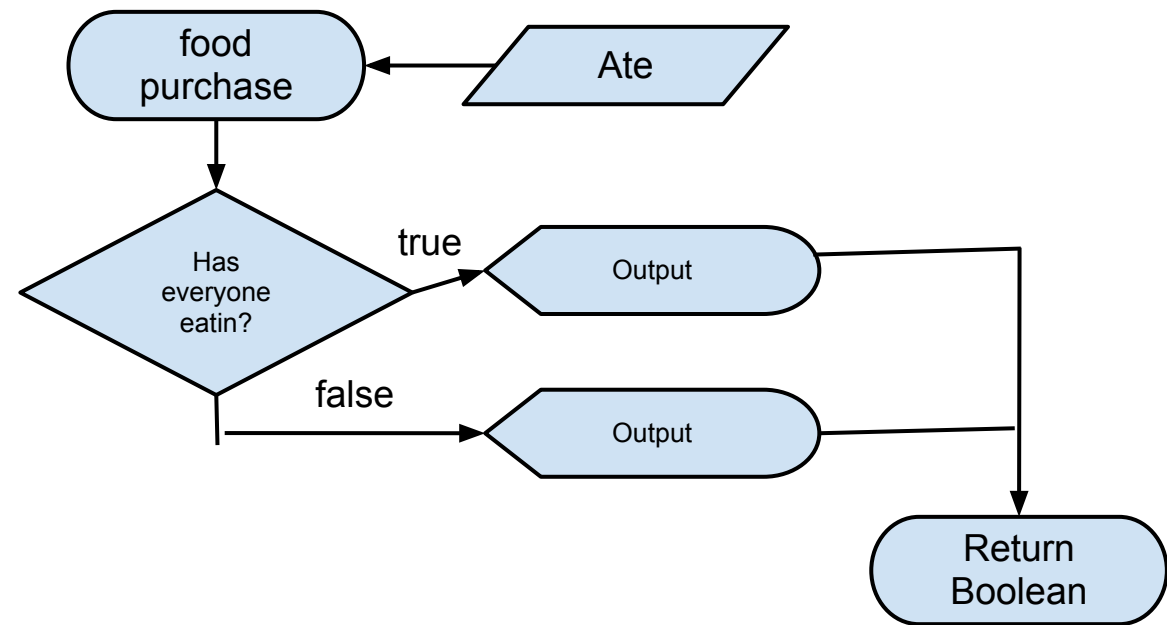 food
purchase
Ate
Has
everyone
eatin?
true
Output
false
Output
Return
Boolean